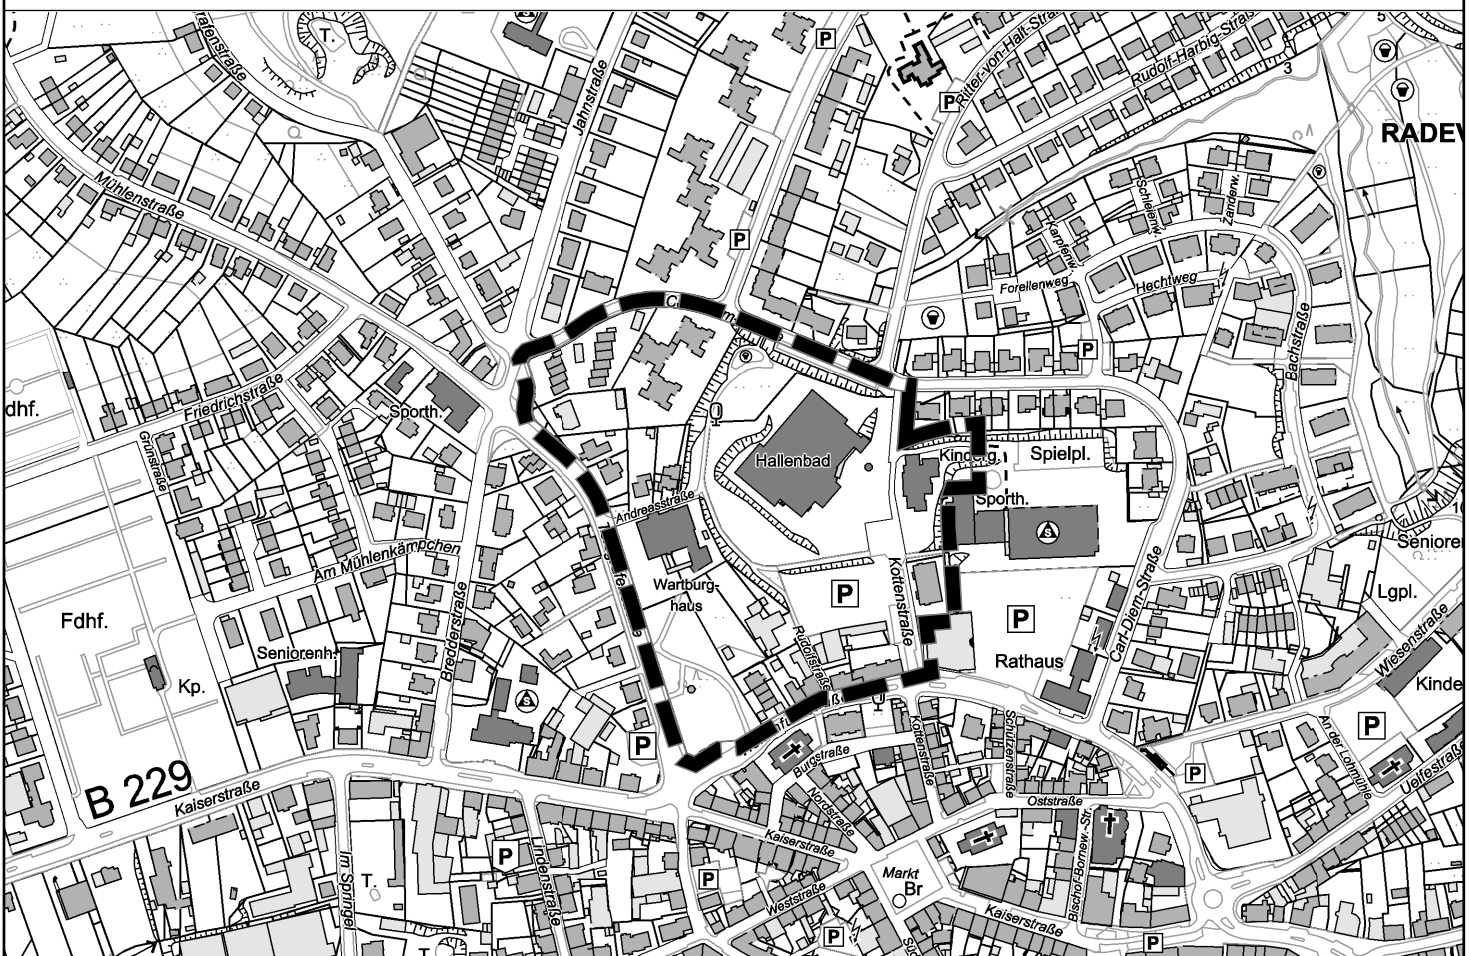 T.
P
P
Ritter-von-Halt-Straße
Rudolf-Harbig-Straße
3
Jahnstraße
RADEV
Mühlenstraße
Schleienw.
Zanderw.
Karpfenw.
P
Forellenweg
Hechtweg
P
Bachstraße
dhf.
Friedrichstraße
Sporth.
Grünstraße
Hallenbad
Kinderg.
Spielpl.
Sporth.
S
Andreasstraße
Am Mühlenkämpchen
Wartburg-
haus
P
Kottenstraße
P
Carl-Diem-Straße
Senioren
Lgpl.
Wiesenstraße
Fdhf.
Bredderstraße
Seniorenh.
Kp.
Rudolfstraße
Rathaus
Kinde
S
P
P
Burgstraße
Kottenstraße
Schützenstraße
An der Lohmühle
P
Uelfestraße
B 229
Kaiserstraße
Nordstraße
Oststraße
Kaiserstraße
Bischof-Bornew.-Str.
P
Lindenstraße
Im Springel
T.
P
Markt
Br
Weststraße
Kaiserstraße
P
P
T